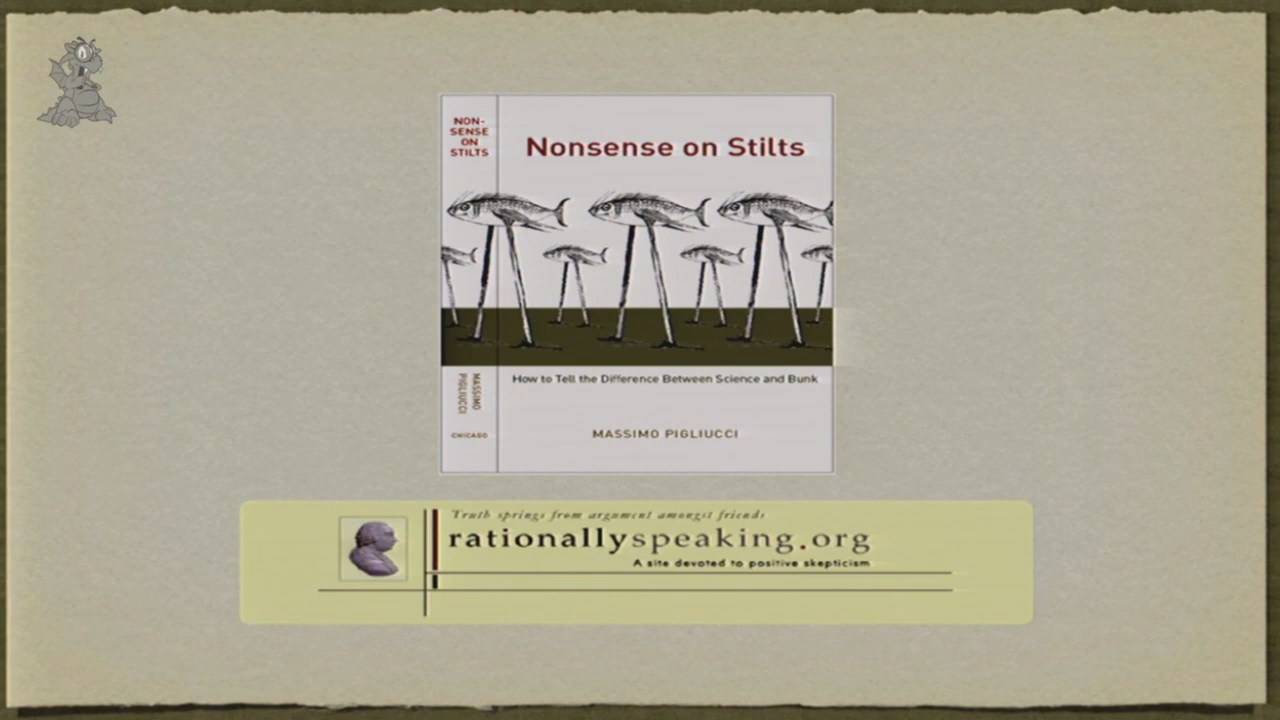 NON-
SENSE
ON
STILTS
Nonsense on Stilts
How to Tell the Difference Between Science and Bunk
MASSIMO
PIGLIUCCI
CHICAGO
MASSIMO PIGLIUCCI
Truth springs from argument amongst friends
rationallyspeaking.org
A site devoted to positive skepticism